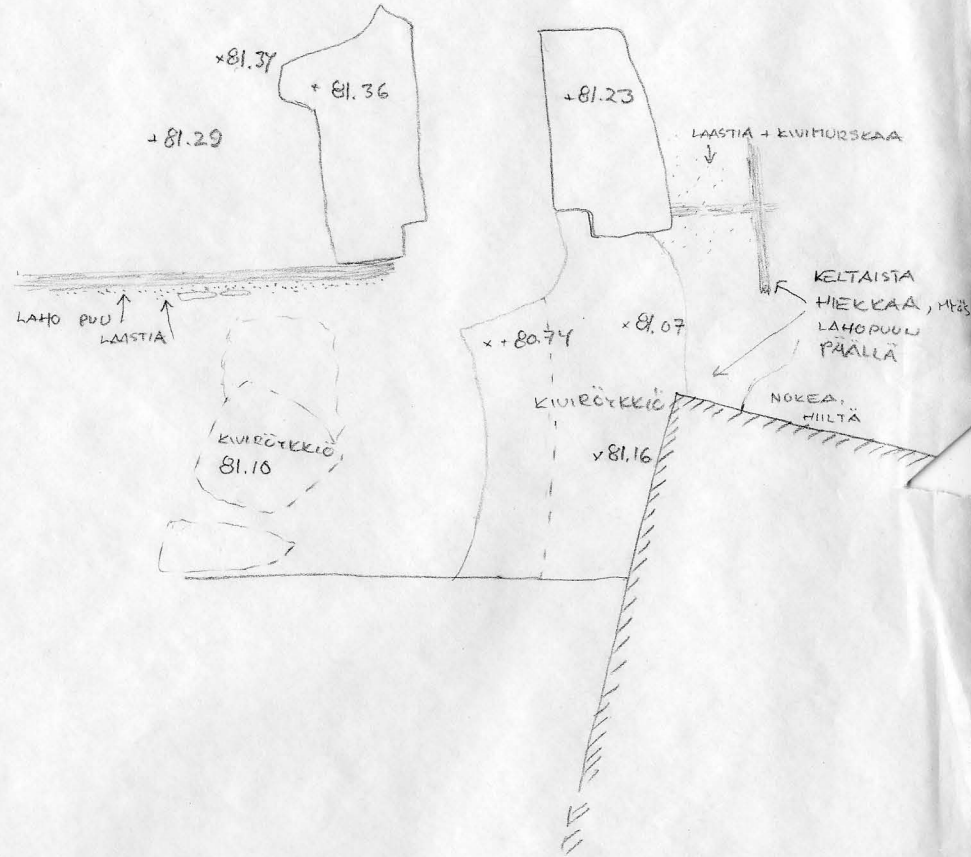 ×81.37
+ 81.36
+81.29
+81.23
LAASTIA + KIVIMURSKAA
KELTAISTA
HIEKKAA, MYÖS
LAHOPUUN
PÄÄLLÄ
LAHO PUU
LAASTIA
× +80.74
×81.07
KIVIRÖYKKIÖ
NOKEA,
HIILTÄ
KIVIRÖYKKIÖ
81.10
×81.16